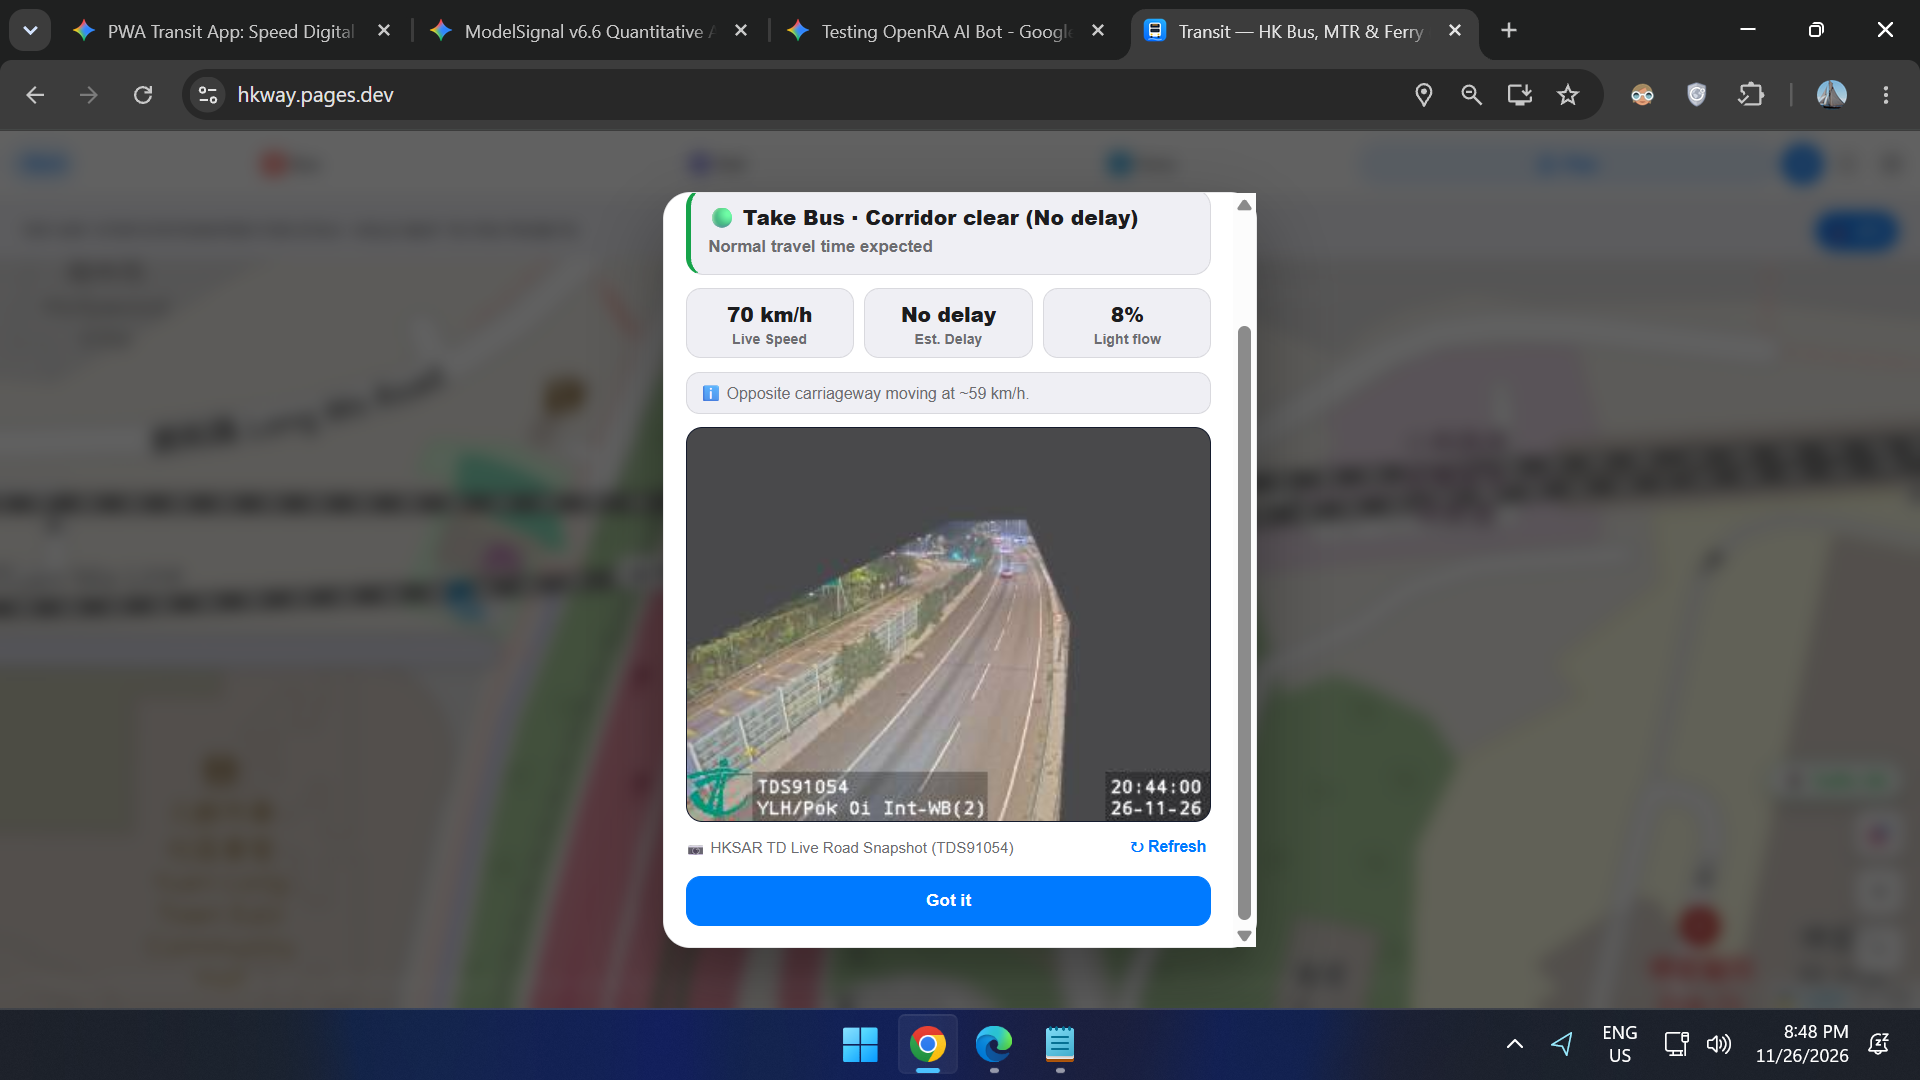 PWA Transit App: Speed Digital
ModelSignal v6.6 Quantitative
Testing OpenRA AI Bot - Google
Transit — HK Bus, MTR & Ferry
hkway.pages.dev
Take Bus · Corridor clear (No delay)
Normal travel time expected
70 km/h
Live Speed
No delay
Est. Delay
8%
Light flow
Opposite carriageway moving at ~59 km/h.
TDS91054
YLH/Pok Oi Int-WB(2)
20:44:00
26-11-26
HKSAR TD Live Road Snapshot (TDS91054)
Refresh
Got it
ENG
US
8:48 PM
11/26/2026